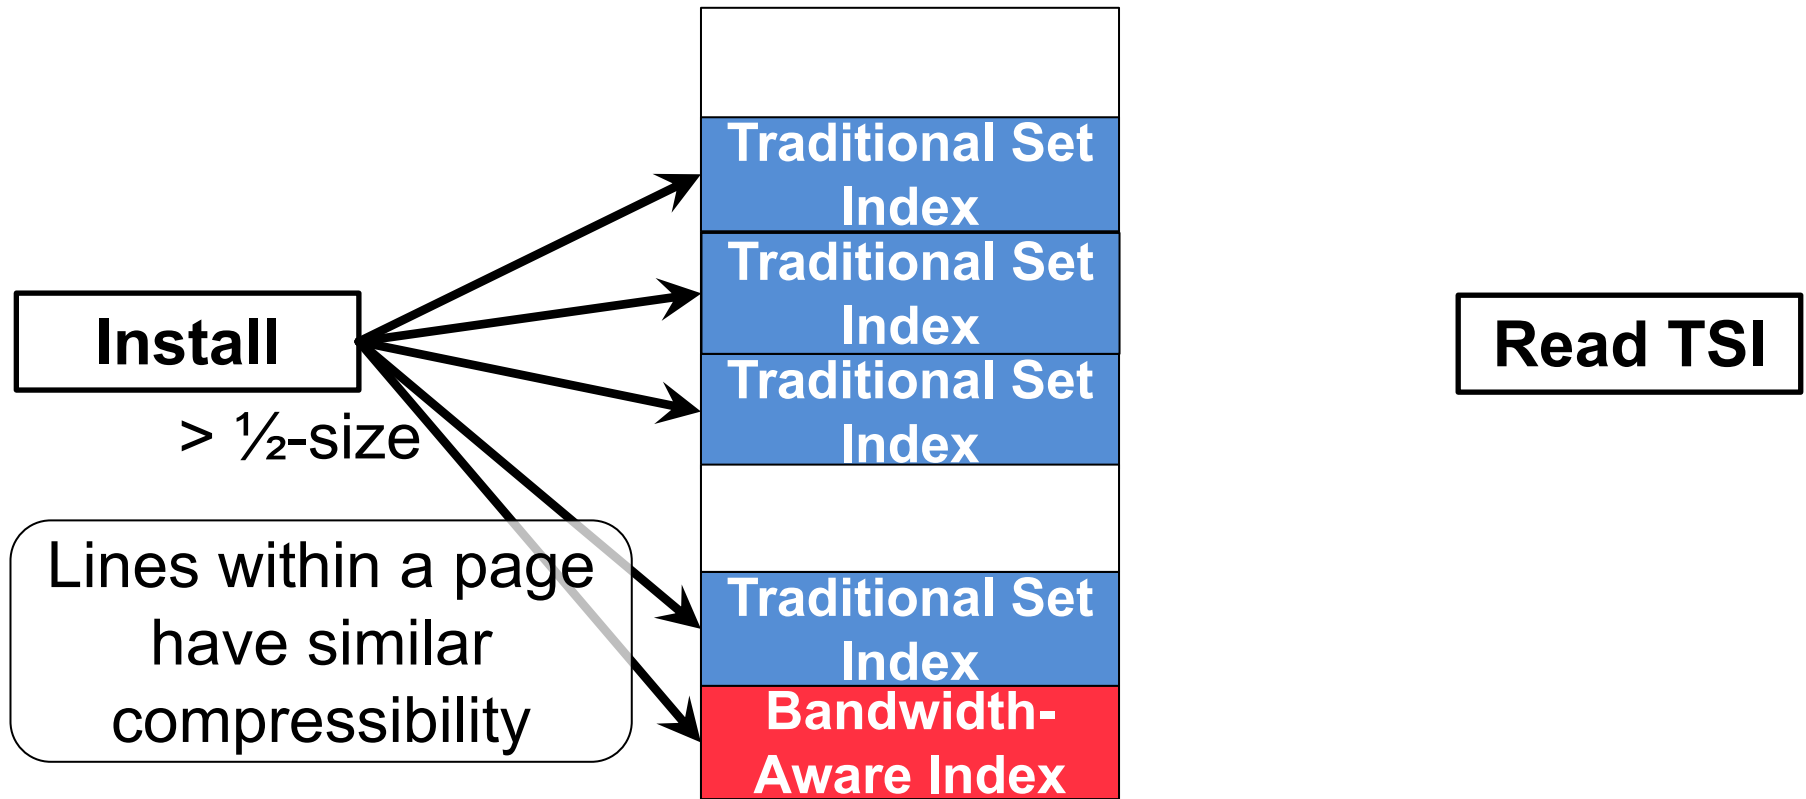 Traditional Set
Index
Traditional Set
Index
Install
Read TSI
Traditional Set
Index
> ½-size
Lines within a page
have similar
compressibility
Traditional Set
Index
Bandwidth-
Aware Index